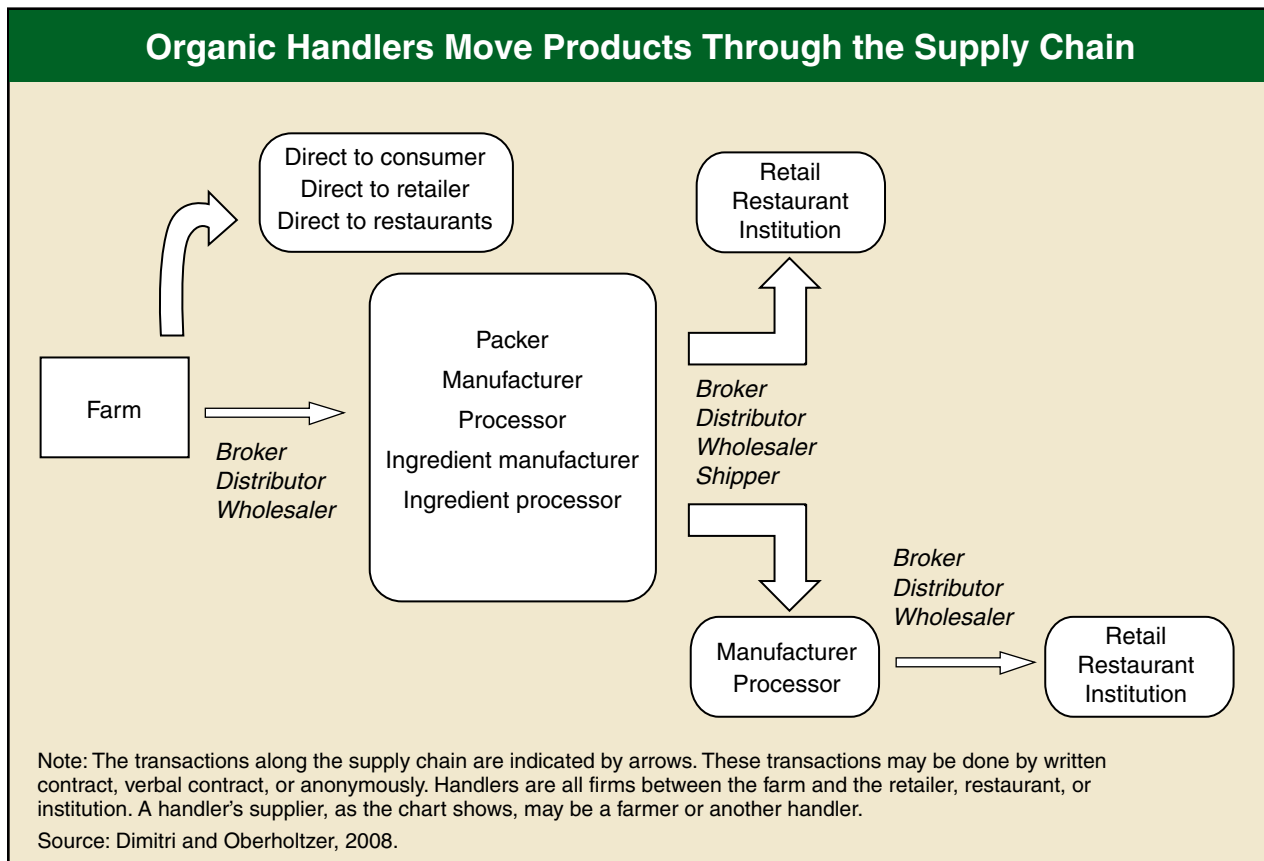 Organic Handlers Move Products Through the Supply Chain
Direct to consumer
Direct to retailer
Direct to restaurants
Retail
Restaurant
Institution
Farm
Broker
Distributor
Wholesaler
Packer
Manufacturer
Processor
Ingredient manufacturer
Ingredient processor
Broker
Distributor
Wholesaler
Shipper
Manufacturer
Processor
Broker
Distributor
Wholesaler
Retail
Restaurant
Institution
Note: The transactions along the supply chain are indicated by arrows. These transactions may be done by written
contract, verbal contract, or anonymously. Handlers are all firms between the farm and the retailer, restaurant, or
institution. A handler's supplier, as the chart shows, may be a farmer or another handler.
Source: Dimitri and Oberholtzer, 2008.